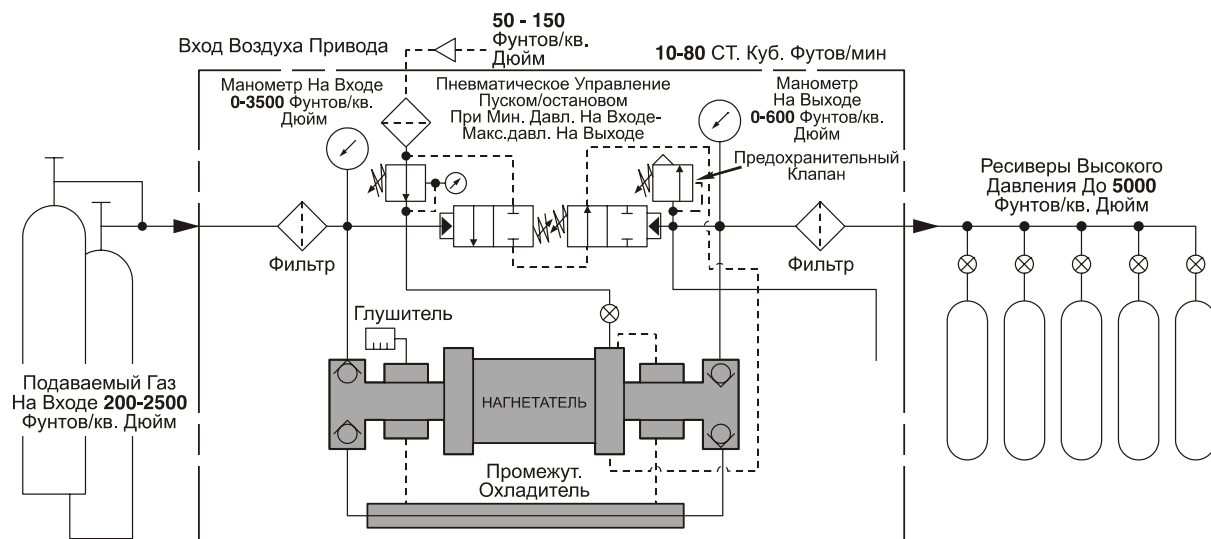 50 - 150
Фунтов/кв.
Дюйм
Вход Воздуха Привода
10-80 СТ. Куб. Футов/мин
Манометр На Входе
0-3500 Фунтов/кв.
Дюйм
Пневматическое Управление
Пуском/остановом
При Мин. Давл. На Входе-
Макс.давл. На Выходе
Манометр
На Выходе
0-600 Фунтов/кв.
Дюйм
Предохранительный
Клапан
Ресиверы Высокого
Давления До 5000
Фунтов/кв. Дюйм
Фильтр
Фильтр
Глушитель
Подаваемый Газ
На Входе 200-2500
Фунтов/кв. Дюйм
НАГНЕТАТЕЛЬ
Промежут.
Охладитель